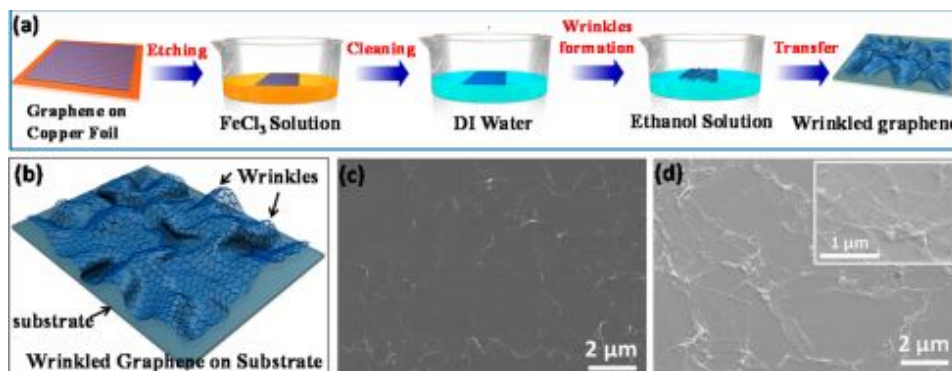 (a)
Etching
Cleaning
Wrinkles
formation
Transfer
Graphene on
Copper Foil
FeCl₃ Solution
DI Water
Ethanol Solution
Wrinkled graphene
(b)
Wrinkles
substrate
Wrinkled Graphene on Substrate
(c)
2 μm
(d)
1 μm
2 μm